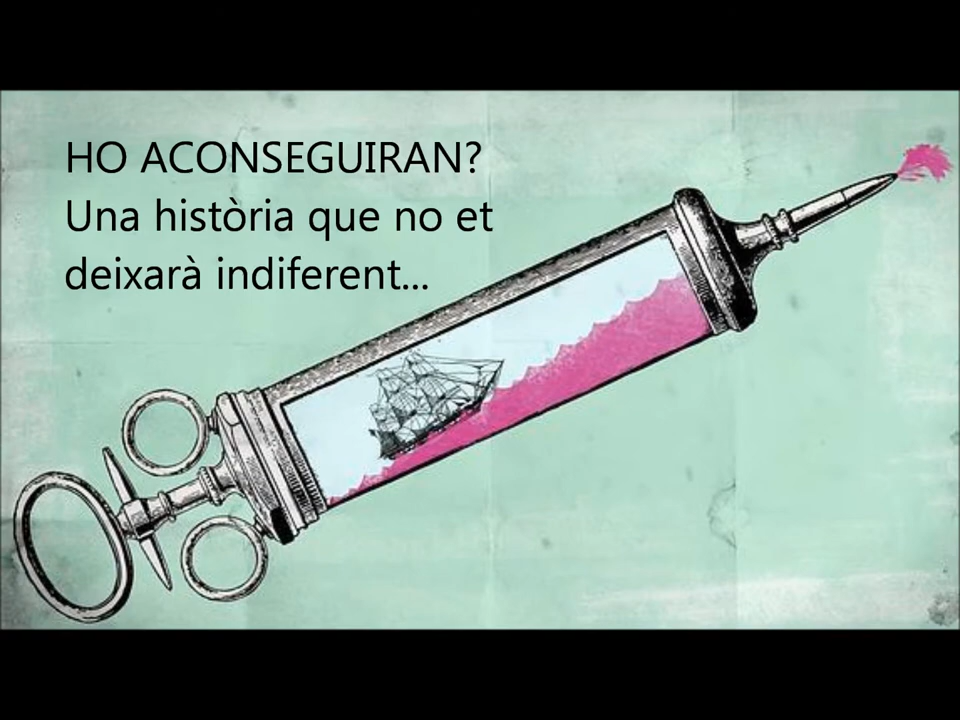 HO ACONSEGUIRAN?
Una història que no et
deixarà indiferent...